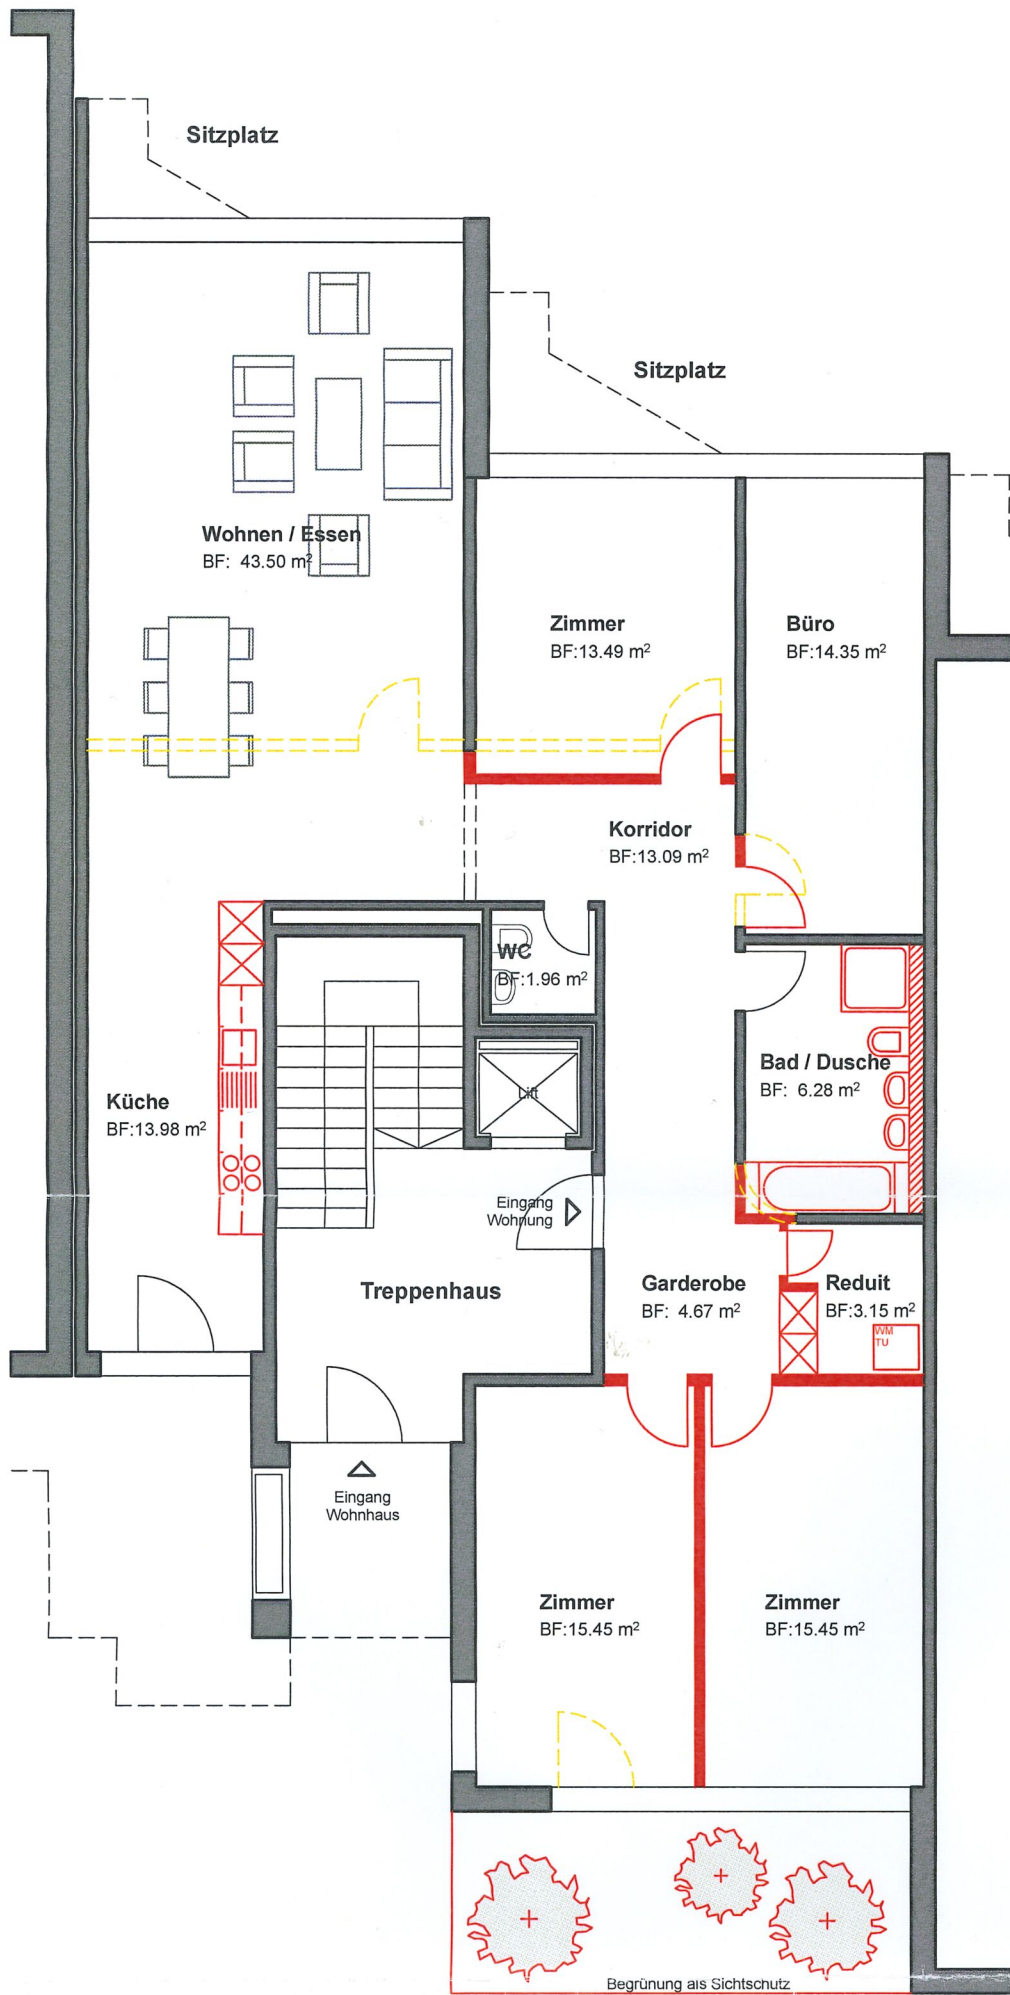 Sitzplatz
Sitzplatz
Wohnen / Essen
BF: 43.50 m²
Zimmer
BF:13.49 m²
Büro
BF:14.35 m²
Korridor
BF:13.09 m²
WC
BF:1.96 m²
Lift
Bad / Dusche
BF: 6.28 m²
Küche
BF:13.98 m²
Eingang
Wohnung
Treppenhaus
Garderobe
BF: 4.67 m²
Reduit
BF:3.15 m²
WM
TU
Eingang
Wohnhaus
Zimmer
BF:15.45 m²
Zimmer
BF:15.45 m²
Begrünung als Sichtschutz